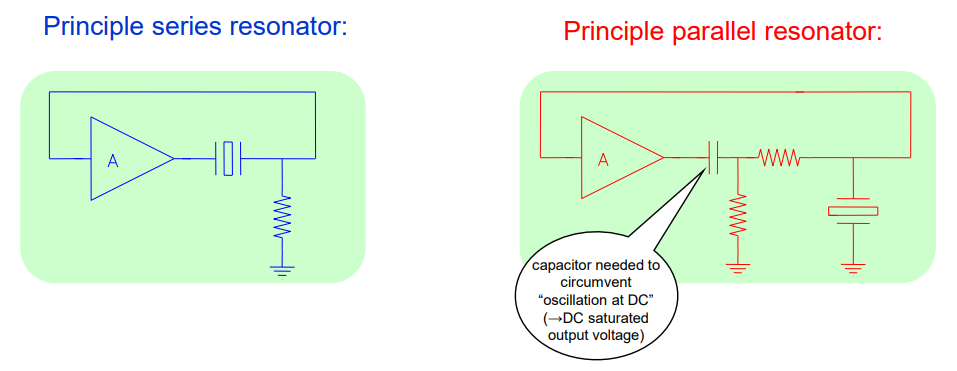 Principle series resonator:
Principle parallel resonator:
A
A
capacitor needed to
circumvent
“oscillation at DC”
(→DC saturated
output voltage)